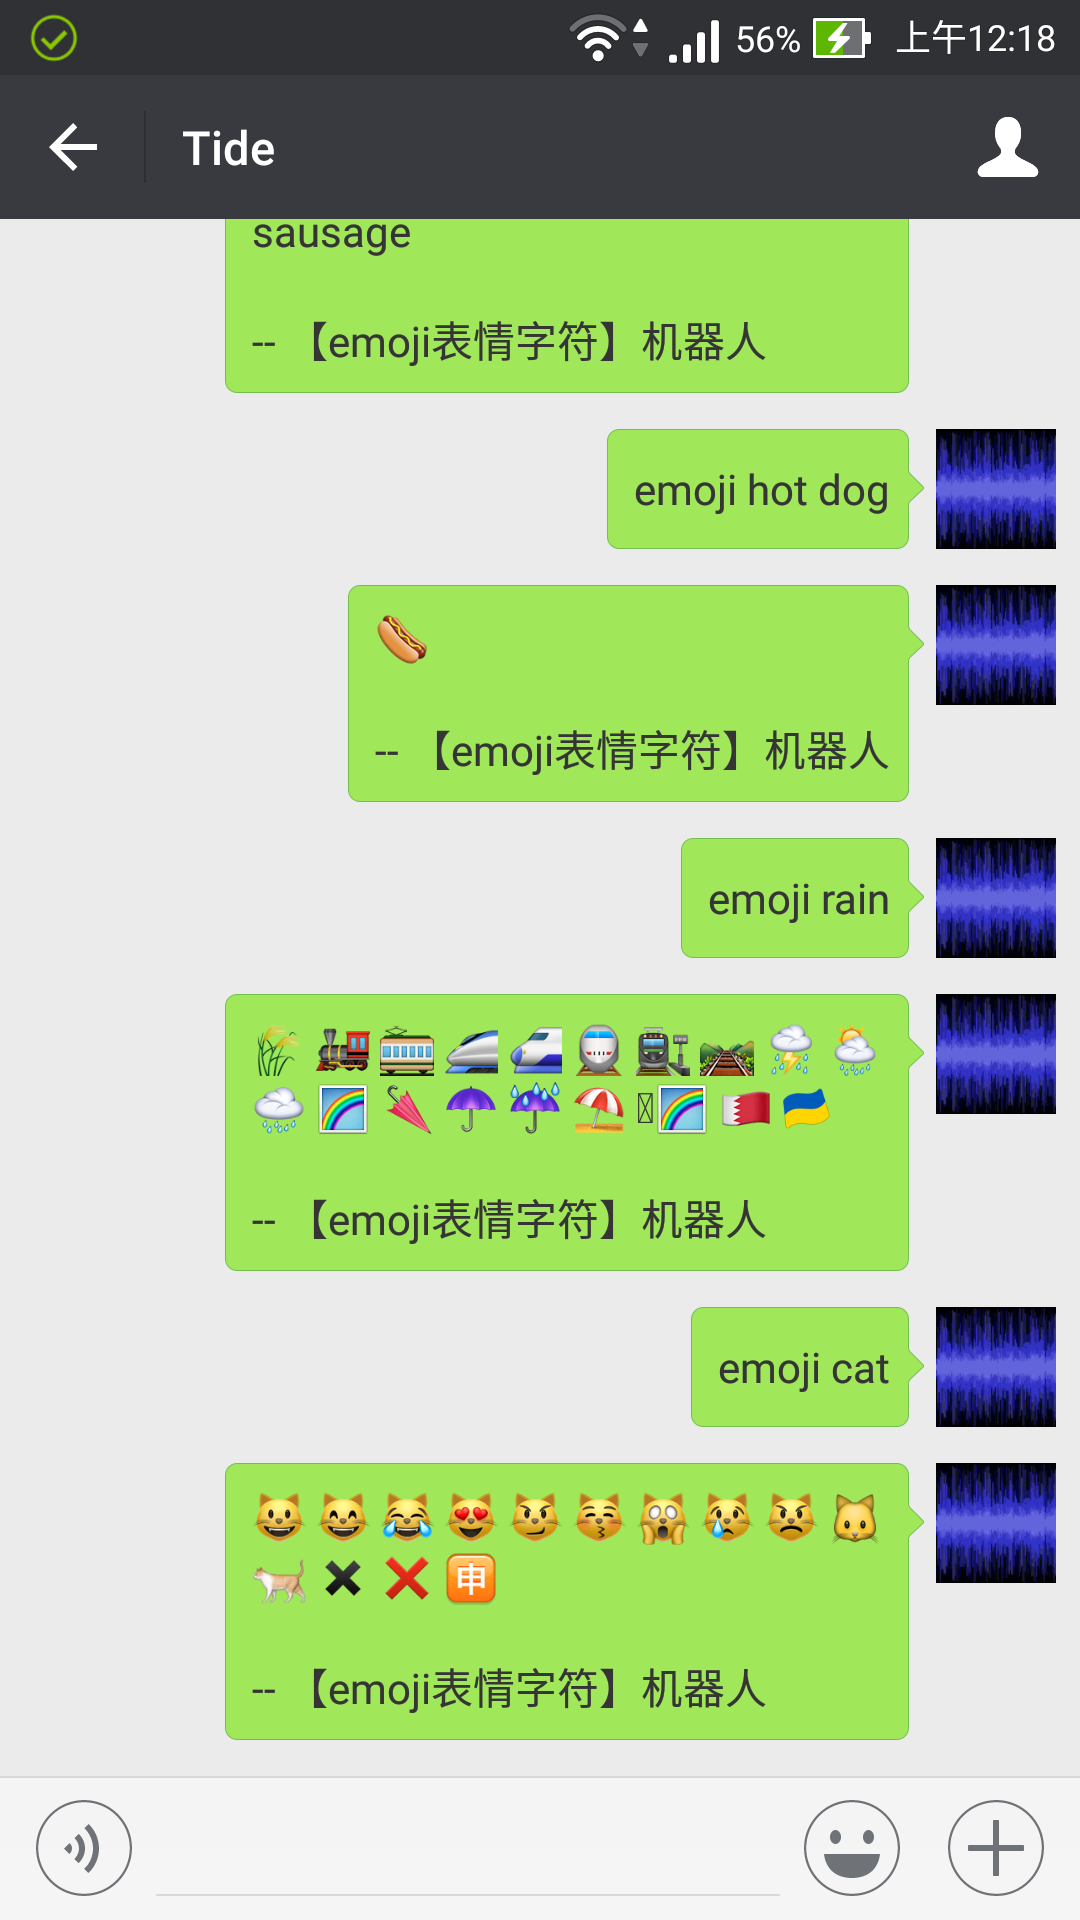 56% 上午12:18
Tide
sausage
-- 【emoji表情字符】机器人
emoji hot dog
🌭
-- 【emoji表情字符】机器人
emoji rain
🌾 🚂 🚋 🚄 🚅 🚆 🚉 🛤 ⛈ 🌦
🌧 🌈 🌂 ☂ ☔ ⛱ 🏳🌈 🇧🇭 🇺🇦
-- 【emoji表情字符】机器人
emoji cat
😺 😸 😹 😻 😼 😽 🙀 😿 😾 🐱
🐈 ✖ ❌ 🈸
-- 【emoji表情字符】机器人